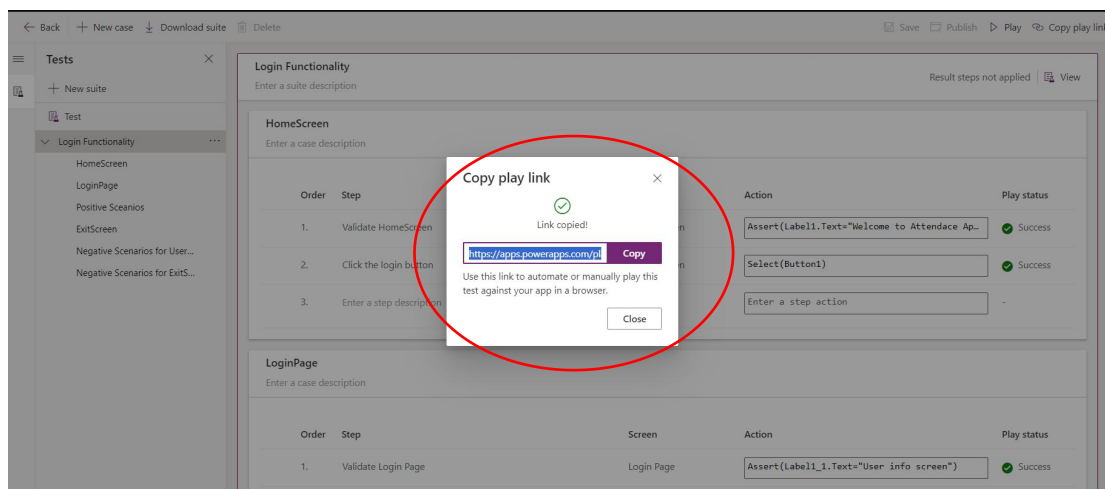 Back + New case Download suite Delete Save Publish Play Copy play link
Tests
+ New suite
Test
Login Functionality ...
HomeScreen
LoginPage
Positive Sceanios
ExitScreen
Negative Scenarios for User...
Negative Scenarios for ExitS...
Login Functionality
Enter a suite description
Result steps not applied View
HomeScreen
Enter a case description
Order Step Action Play status
1. Validate HomeScreen Assert(Label1.Text="Welcome to Attendace Ap... Success
2. Click the login button Select(Button1) Success
3. Enter a step description Enter a step action -
Copy play link
Link copied!
https://apps.powerapps.com/pl Copy
Use this link to automate or manually play this
test against your app in a browser.
Close
LoginPage
Enter a case description
Order Step Screen Action Play status
1. Validate Login Page Login Page Assert(Label1_1.Text="User info screen") Success